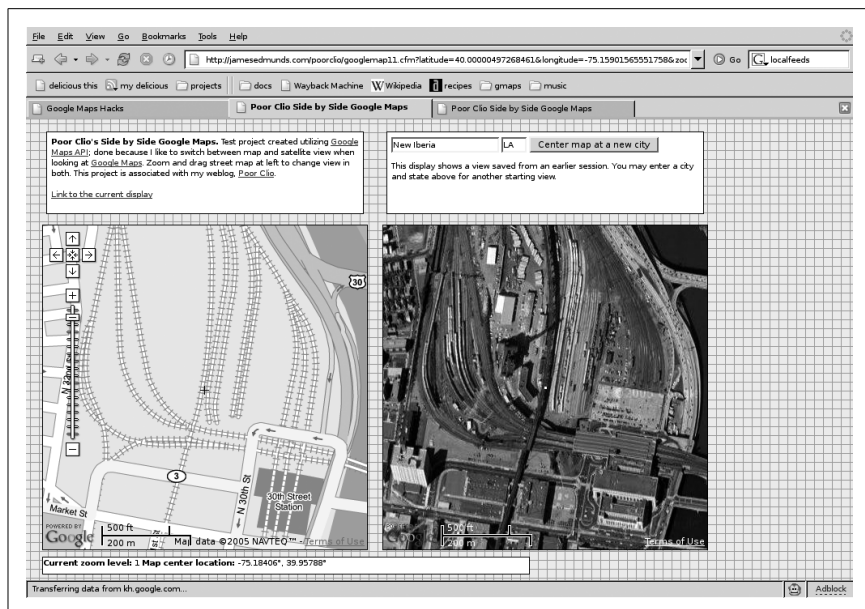 File Edit View Go Bookmarks Tools Help
http://jamesedmunds.com/poorclio/googlemap11.cfm?latitude=40.00000497268461&longitude=-75.15901565551758&zoo
Go
localfeeds
delicious this my delicious projects docs Wayback Machine Wikipedia recipes gmaps music
Google Maps Hacks
Poor Clio Side by Side Google Maps
Poor Clio Side by Side Google Maps
Poor Clio's Side by Side Google Maps. Test project created utilizing Google
Maps API; done because I like to switch between map and satellite view when
looking at Google Maps. Zoom and drag street map at left to change view in
both. This project is associated with my weblog, Poor Clio.
Link to the current display
New Iberia LA Center map at a new city
This display shows a view saved from an earlier session. You may enter a city
and state above for another starting view.
30
N 32nd St
3
N 30th St
30th Street
Station
Market St
POWERED BY
Google
500 ft
200 m
Map data ©2005 NAVTEQ™ - Terms of Use
POWERED BY
Google
500 ft
200 m
Terms of Use
Current zoom level: 1 Map center location: -75.18406°, 39.95788°
Transferring data from kh.google.com...
Adblock